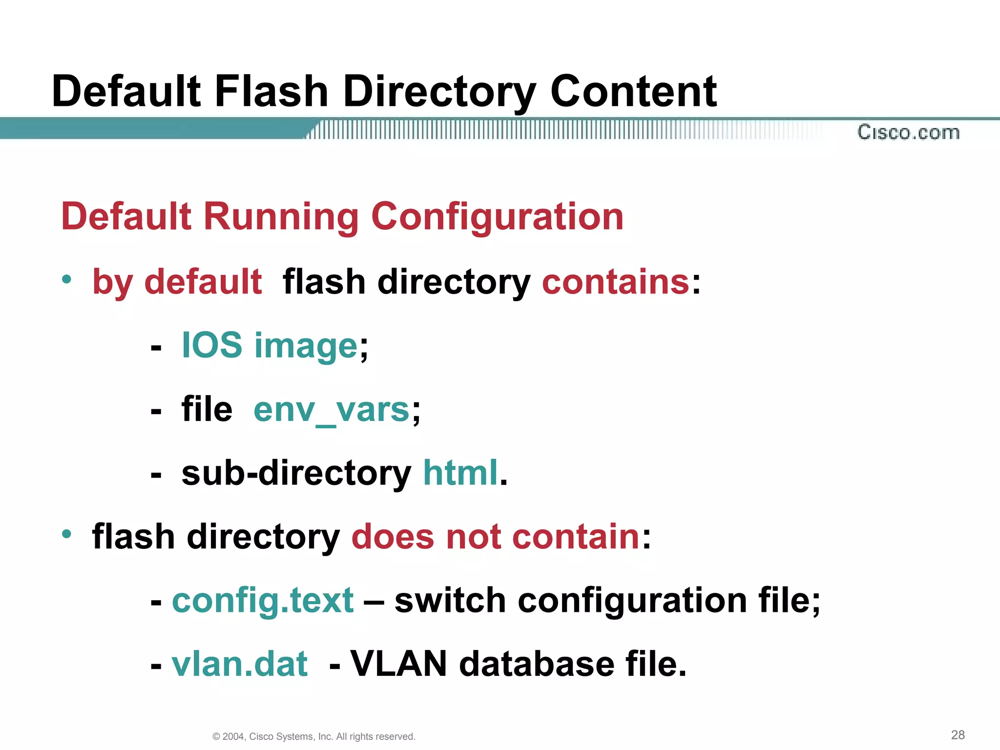 Default Flash Directory Content
Cisco.com
Default Running Configuration
• by default flash directory contains:
- IOS image;
- file env_vars;
- sub-directory html.
• flash directory does not contain:
- config.text – switch configuration file;
- vlan.dat - VLAN database file.
© 2004, Cisco Systems, Inc. All rights reserved.
28